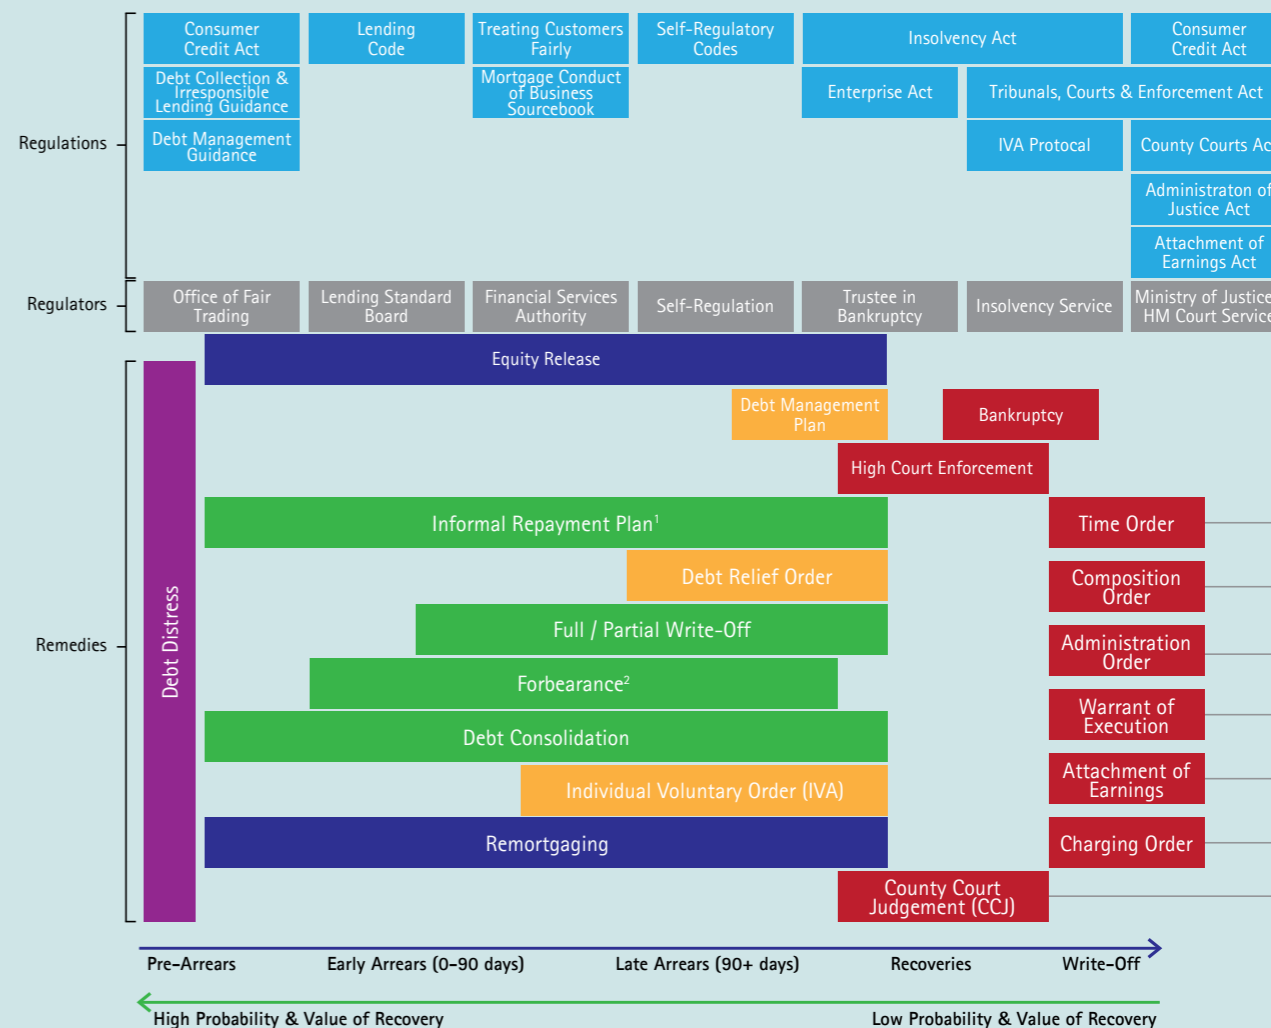 Consumer
Credit Act
Lending
Code
Treating Customers
Fairly
Self-Regulatory
Codes
Insolvency Act
Consumer
Credit Act
Debt Collection &
Irresponsible
Lending Guidance
Mortgage Conduct
of Business
Sourcebook
Enterprise Act
Tribunals, Courts & Enforcement Act
Regulations
Debt Management
Guidance
IVA Protocal
County Courts Ac
Administraton of
Justice Act
Attachment of
Earnings Act
Regulators
Office of Fair
Trading
Lending Standard
Board
Financial Services
Authority
Self-Regulation
Trustee in
Bankruptcy
Insolvency Service
Ministry of Justice
HM Court Service
Equity Release
Debt Management
Plan
Bankruptcy
High Court Enforcement
Informal Repayment Plan¹
Time Order
Debt Relief Order
Composition
Order
Full / Partial Write-Off
Remedies
Debt Distress
Administration
Order
Forbearance²
Warrant of
Execution
Debt Consolidation
Attachment of
Earnings
Individual Voluntary Order (IVA)
Remortgaging
Charging Order
County Court
Judgement (CCJ)
Pre-Arrears
Early Arrears (0-90 days)
Late Arrears (90+ days)
Recoveries
Write-Off
High Probability & Value of Recovery
Low Probability & Value of Recovery